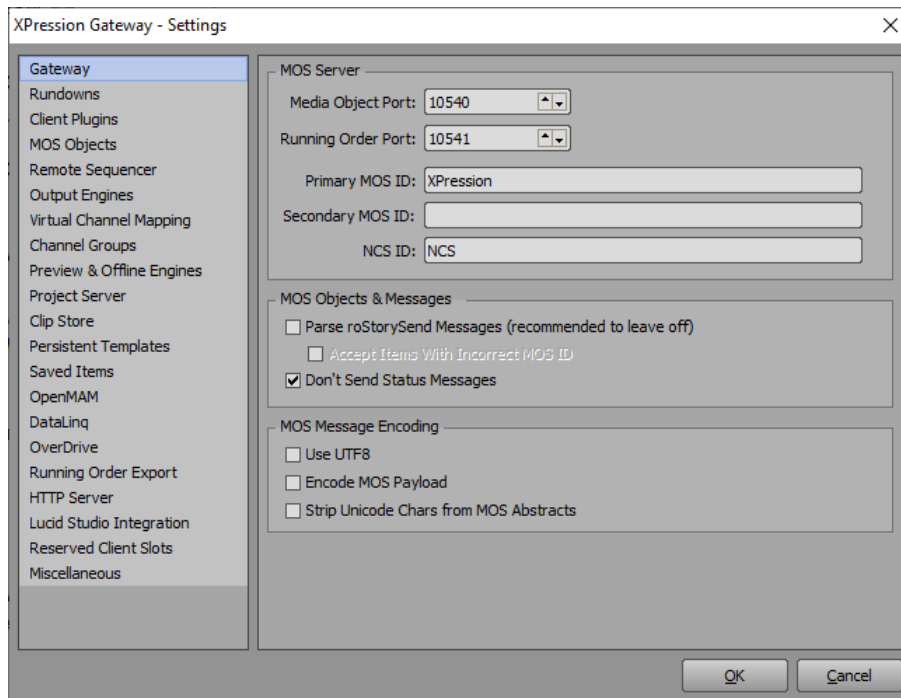 XPression Gateway - Settings
Gateway
Rundowns
Client Plugins
MOS Objects
Remote Sequencer
Output Engines
Virtual Channel Mapping
Channel Groups
Preview & Offline Engines
Project Server
Clip Store
Persistent Templates
Saved Items
OpenMAM
DataLinq
OverDrive
Running Order Export
HTTP Server
Lucid Studio Integration
Reserved Client Slots
Miscellaneous
MOS Server
Media Object Port: 10540
Running Order Port: 10541
Primary MOS ID: XPression
Secondary MOS ID:
NCS ID: NCS
MOS Objects & Messages
Parse roStorySend Messages (recommended to leave off)
Accept Items With Incorrect MOS ID
Don't Send Status Messages
MOS Message Encoding
Use UTF8
Encode MOS Payload
Strip Unicode Chars from MOS Abstracts
OK Cancel